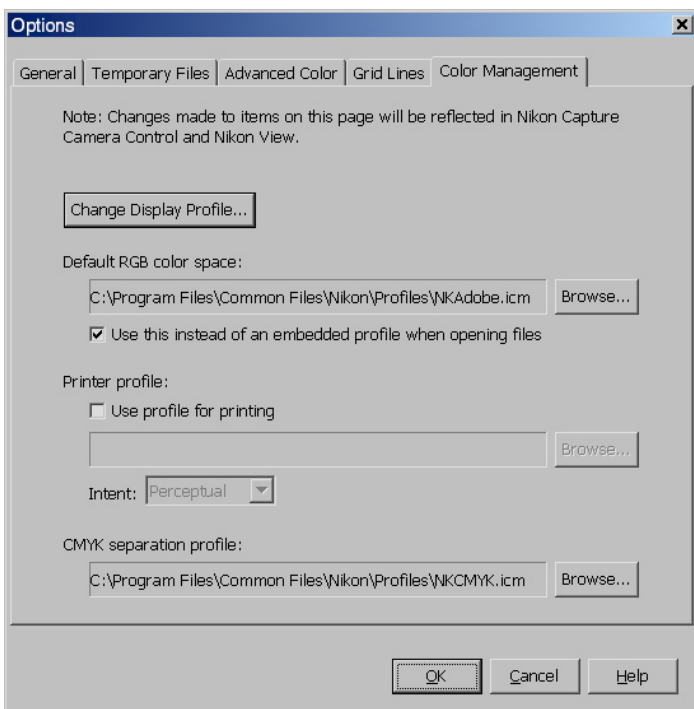 Options
General Temporary Files Advanced Color Grid Lines Color Management
Note: Changes made to items on this page will be reflected in Nikon Capture
Camera Control and Nikon View.
Change Display Profile...
Default RGB color space:
C:\Program Files\Common Files\Nikon\Profiles\NKAdobe.icm Browse...
Use this instead of an embedded profile when opening files
Printer profile:
Use profile for printing
Browse...
Intent: Perceptual
CMYK separation profile:
C:\Program Files\Common Files\Nikon\Profiles\NKCMYK.icm Browse...
OK Cancel Help